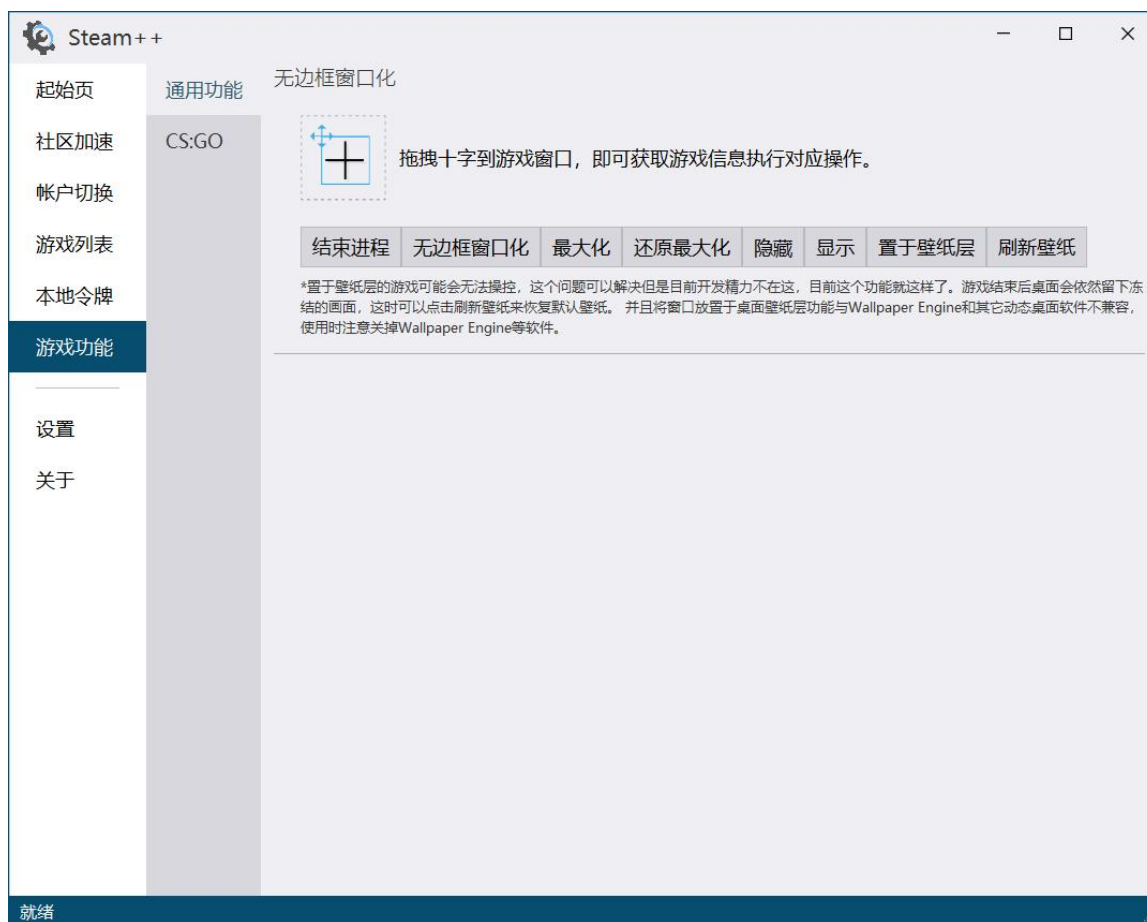 Steam++
起始页
社区加速
帐户切换
游戏列表
本地令牌
游戏功能
设置
关于
通用功能
CS:GO
无边框窗口化
拖拽十字到游戏窗口，即可获取游戏信息执行对应操作。
结束进程 无边框窗口化 最大化 还原最大化 隐藏 显示 置于壁纸层 刷新壁纸
*置于壁纸层的游戏可能会无法操控，这个问题可以解决但是目前开发精力不在这，目前这个功能就这样了。游戏结束后桌面会依然留下冻
结的画面，这时可以点击刷新壁纸来恢复默认壁纸。 并且将窗口放置于桌面壁纸层功能与Wallpaper Engine和其它动态桌面软件不兼容，
使用时注意关掉Wallpaper Engine等软件。
就绪